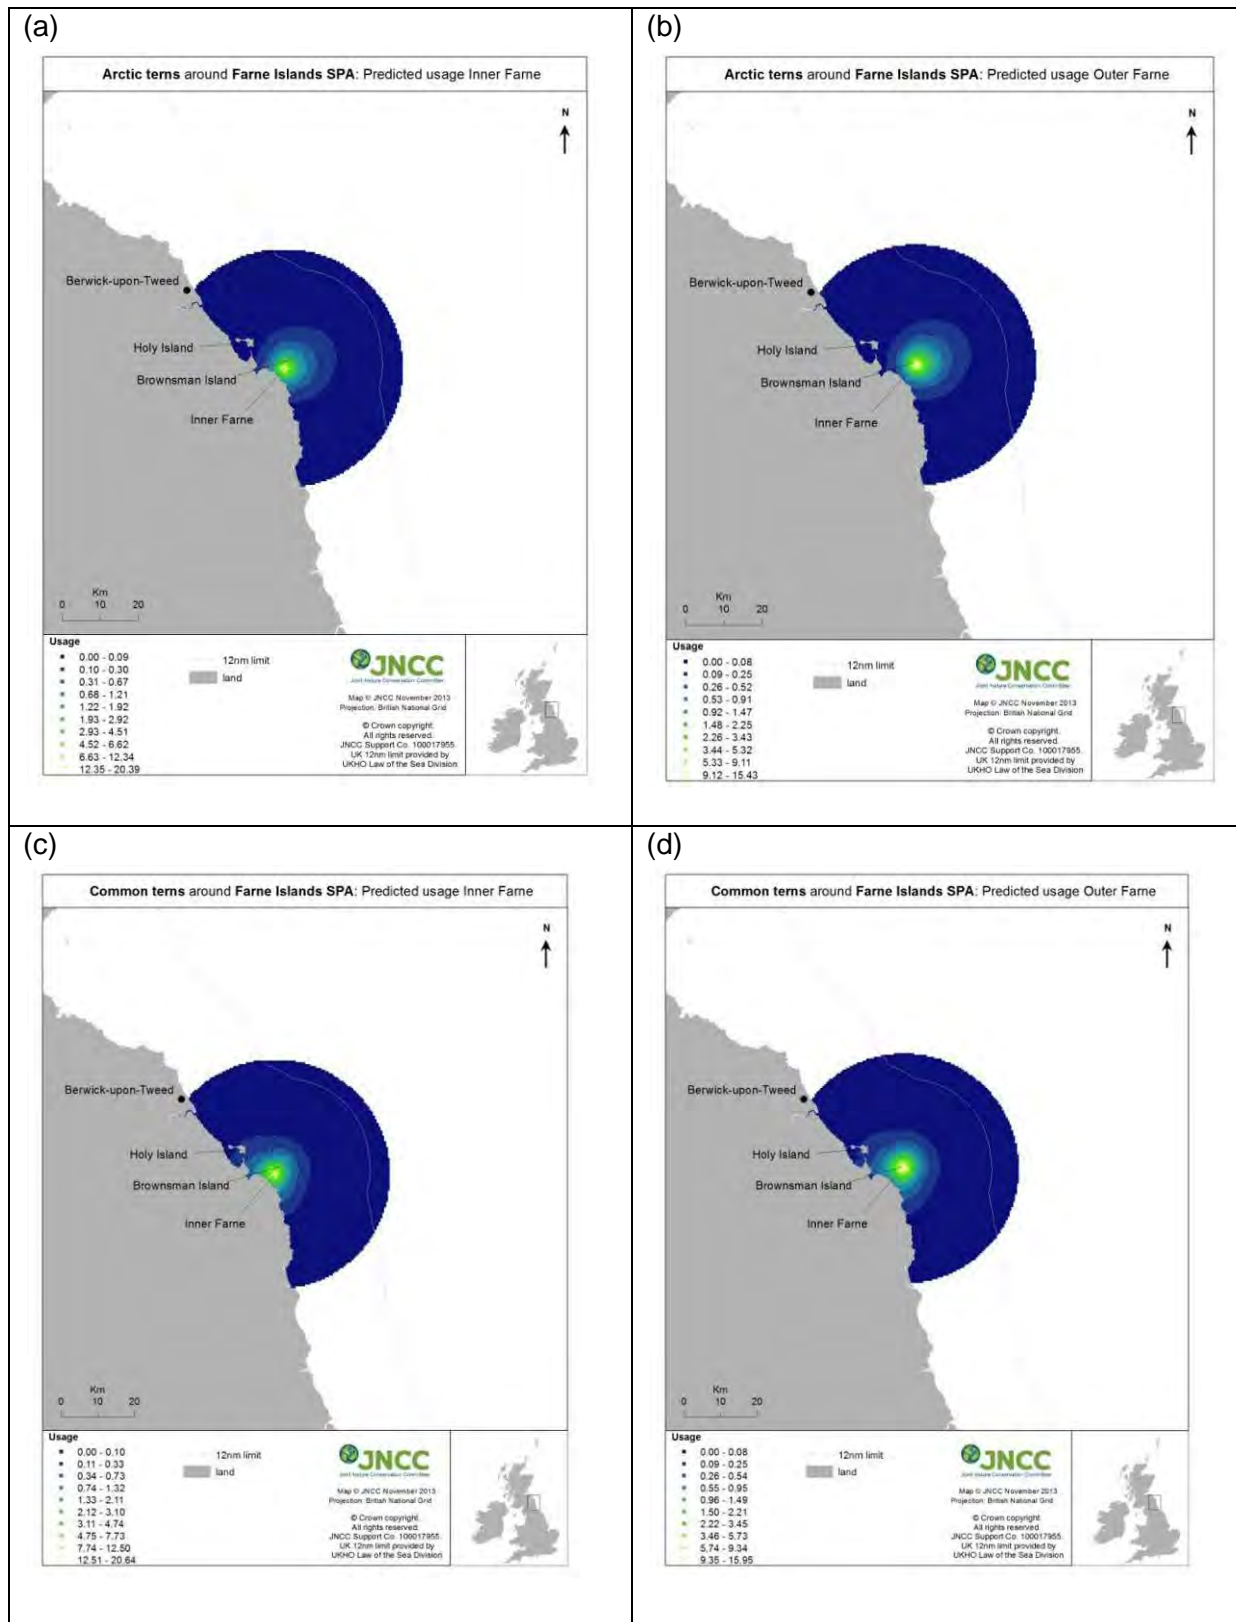 (a)
Arctic terns around Farne Islands SPA: Predicted usage Inner Farne
N
Berwick-upon-Tweed
Holy Island
Brownsman Island
Inner Farne
Km
0 10 20
Usage
0.00 - 0.09
0.10 - 0.30
0.31 - 0.67
0.68 - 1.21
1.22 - 1.92
1.93 - 2.92
2.93 - 4.51
4.52 - 6.62
6.63 - 12.34
12.35 - 20.39
12nm limit
land
JNCC
Joint Nature Conservation Committee
Map © JNCC November 2013
Projection: British National Grid
© Crown copyright.
All rights reserved.
JNCC Support Co. 100017955.
UK 12nm limit provided by
UKHO Law of the Sea Division
(b)
Arctic terns around Farne Islands SPA: Predicted usage Outer Farne
N
Berwick-upon-Tweed
Holy Island
Brownsman Island
Inner Farne
Km
0 10 20
Usage
0.00 - 0.08
0.09 - 0.25
0.26 - 0.52
0.53 - 0.91
0.92 - 1.47
1.48 - 2.25
2.26 - 3.43
3.44 - 5.32
5.33 - 9.11
9.12 - 15.43
12nm limit
land
JNCC
Joint Nature Conservation Committee
Map © JNCC November 2013
Projection: British National Grid
© Crown copyright.
All rights reserved.
JNCC Support Co. 100017955.
UK 12nm limit provided by
UKHO Law of the Sea Division
(c)
Common terns around Farne Islands SPA: Predicted usage Inner Farne
N
Berwick-upon-Tweed
Holy Island
Brownsman Island
Inner Farne
Km
0 10 20
Usage
0.00 - 0.10
0.11 - 0.33
0.34 - 0.73
0.74 - 1.32
1.33 - 2.11
2.12 - 3.10
3.11 - 4.74
4.75 - 7.73
7.74 - 12.50
12.51 - 20.64
12nm limit
land
JNCC
Joint Nature Conservation Committee
Map © JNCC November 2013
Projection: British National Grid
© Crown copyright.
All rights reserved.
JNCC Support Co. 100017955.
UK 12nm limit provided by
UKHO Law of the Sea Division
(d)
Common terns around Farne Islands SPA: Predicted usage Outer Farne
N
Berwick-upon-Tweed
Holy Island
Brownsman Island
Inner Farne
Km
0 10 20
Usage
0.00 - 0.08
0.09 - 0.25
0.26 - 0.54
0.55 - 0.95
0.96 - 1.49
1.50 - 2.21
2.22 - 3.45
3.46 - 5.73
5.74 - 9.34
9.35 - 15.95
12nm limit
land
JNCC
Joint Nature Conservation Committee
Map © JNCC November 2013
Projection: British National Grid
© Crown copyright.
All rights reserved.
JNCC Support Co. 100017955.
UK 12nm limit provided by
UKHO Law of the Sea Division